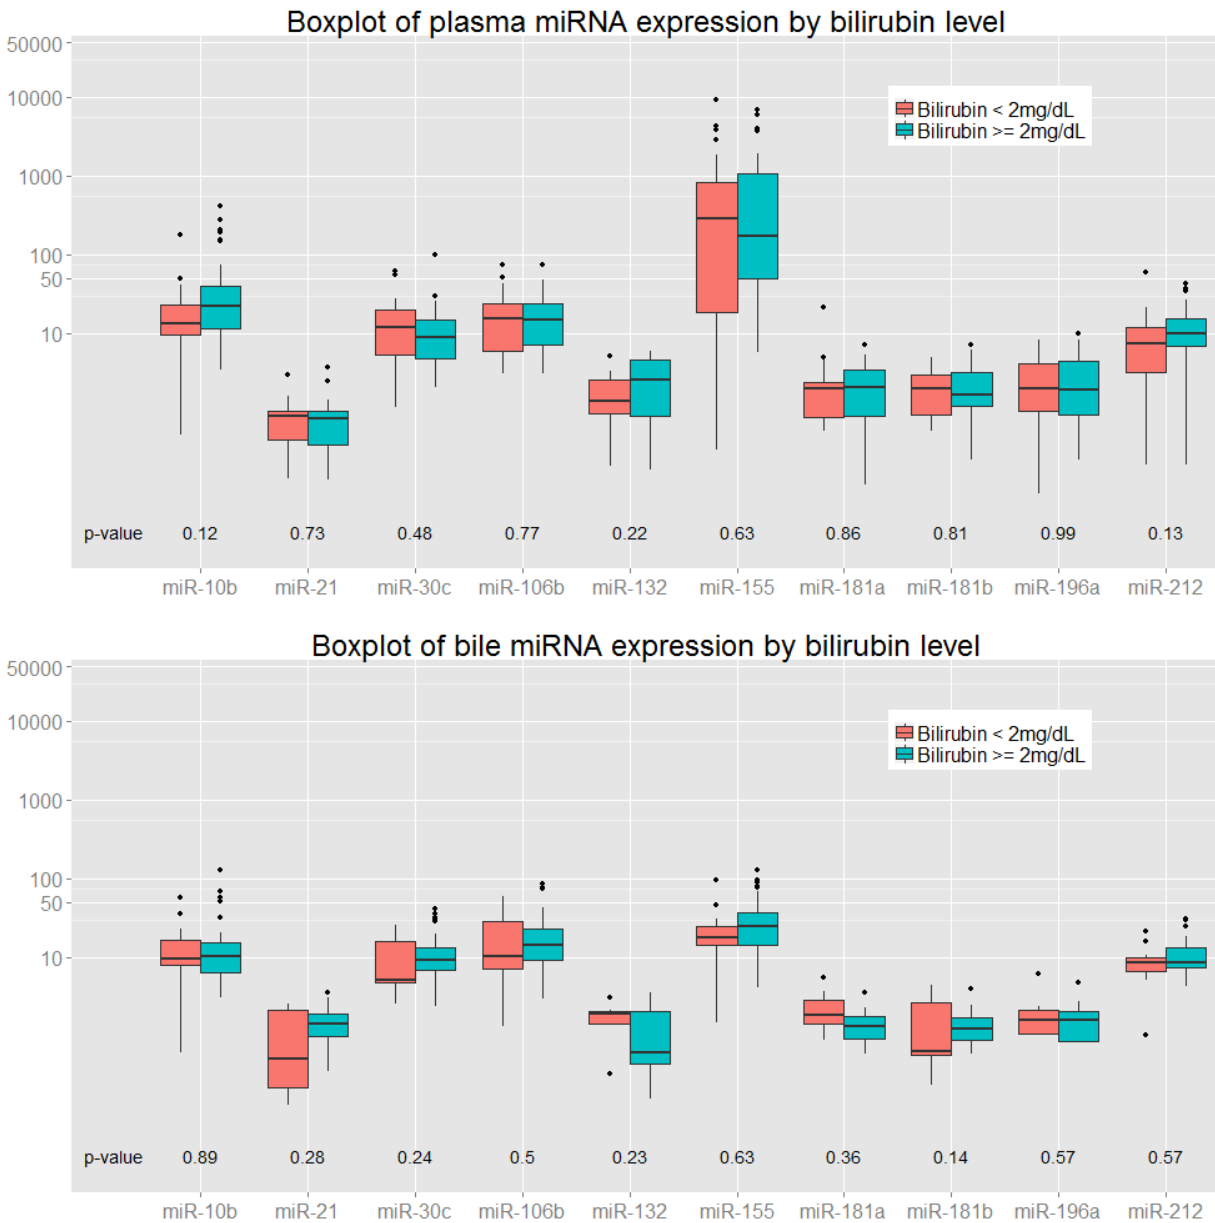 Boxplot of plasma miRNA expression by bilirubin level
50000
10000
1000
100
50
10
Bilirubin < 2mg/dL
Bilirubin >= 2mg/dL
p-value 0.12 0.73 0.48 0.77 0.22 0.63 0.86 0.81 0.99 0.13
miR-10b miR-21 miR-30c miR-106b miR-132 miR-155 miR-181a miR-181b miR-196a miR-212
Boxplot of bile miRNA expression by bilirubin level
50000
10000
1000
100
50
10
Bilirubin < 2mg/dL
Bilirubin >= 2mg/dL
p-value 0.89 0.28 0.24 0.5 0.23 0.63 0.36 0.14 0.57 0.57
miR-10b miR-21 miR-30c miR-106b miR-132 miR-155 miR-181a miR-181b miR-196a miR-212